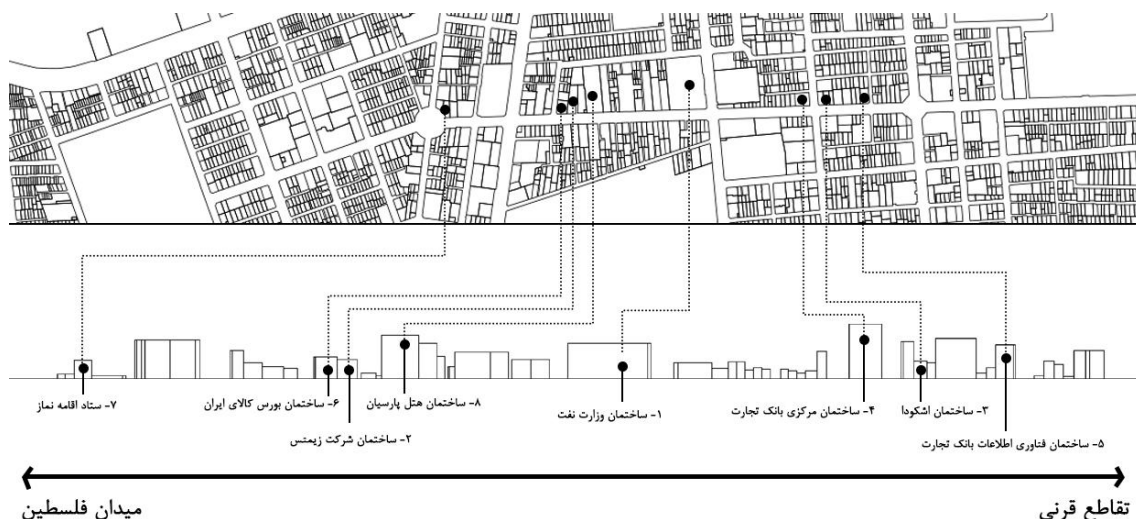 ۷- ستاد اقامه نماز
۶- ساختمان بورس کالای ایران
۸- ساختمان هتل پارسیان
۱- ساختمان وزارت نفت
۴- ساختمان مرکزی بانک تجارت
۳- ساختمان اشکودا
۲- ساختمان شرکت زیمنس
۵- ساختمان فناوری اطلاعات بانک تجارت
میدان فلسطین
تقاطع قرنی